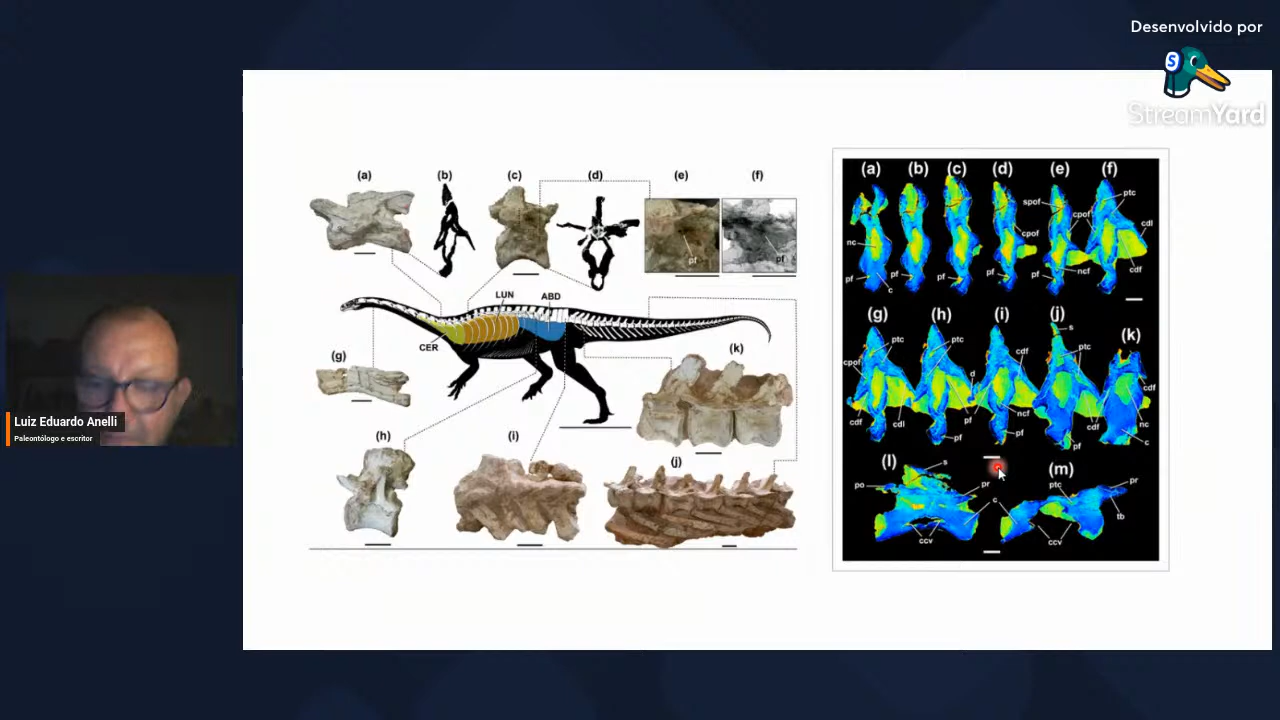 Desenvolvido por
S
StreamYard
(a) (b) (c) (d) (e) (f)
pf pf
LUN ABD
CER
(g) (k)
(h) (i) (j)
(a) (b) (c) (d) (e) (f)
ptc
spof
cpof
cdl
cpof
nc
pf pf pf pf pf ncf cdf
c
(g) (h) (i) (j) (k)
s
ptc ptc ptc
cpof cdf
d cdf
cdf cdl pf ncf cdf nc
pf pf pf c
(l) (m)
s
po pr ptc pr
c
tb
ccv ccv
Luiz Eduardo Anelli
Paleontólogo e escritor